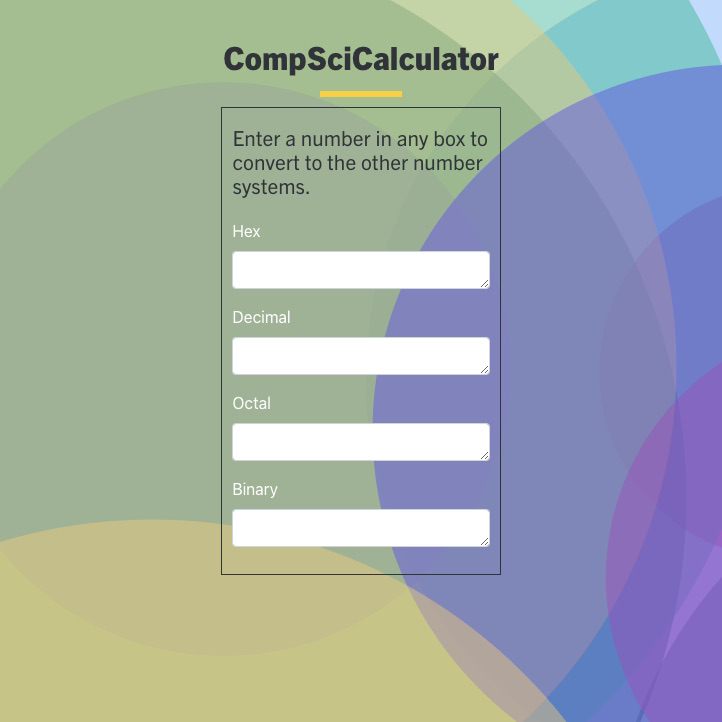 CompSciCalculator
Enter a number in any box to
convert to the other number
systems.
Hex
Decimal
Octal
Binary